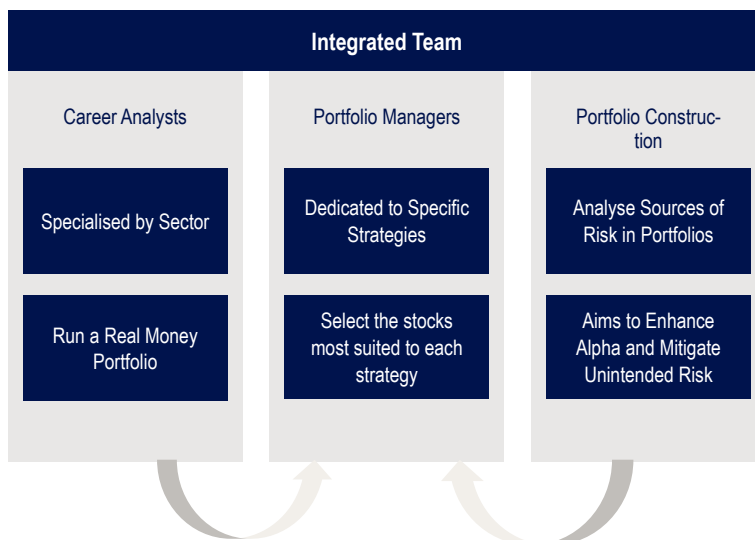 Integrated Team
Career Analysts
Specialised by Sector
Run a Real Money
Portfolio
Portfolio Managers
Dedicated to Specific
Strategies
Select the stocks
most suited to each
strategy
Portfolio Construc-
tion
Analyse Sources of
Risk in Portfolios
Aims to Enhance
Alpha and Mitigate
Unintended Risk